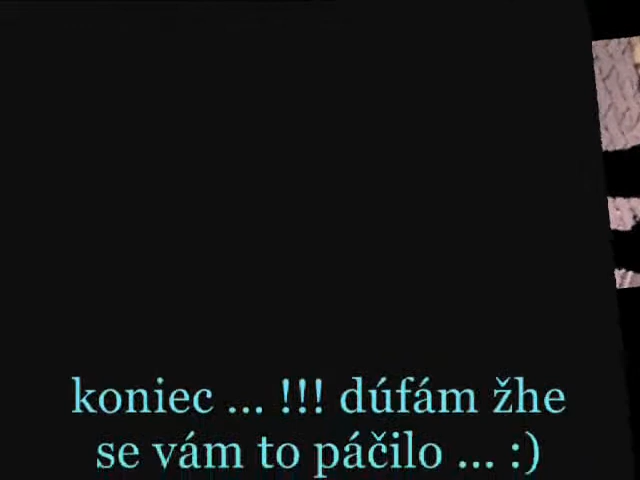 koniec ... !!! dúfám žhe
se vám to páčilo ... :)